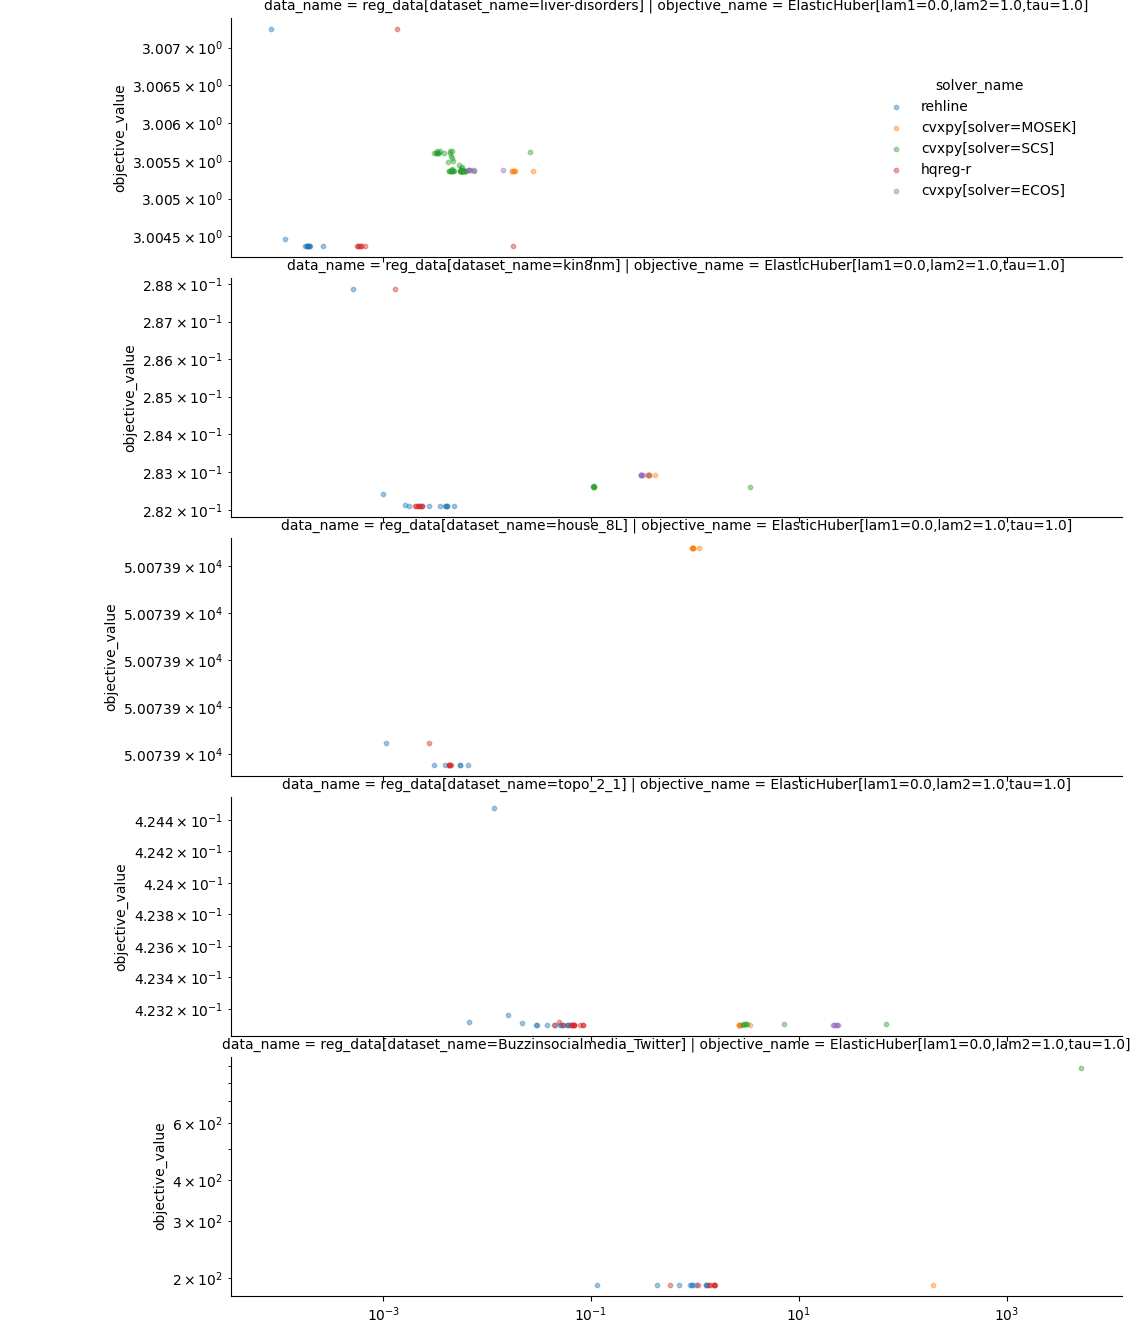 data_name = reg_data[dataset_name=liver-disorders] | objective_name = ElasticHuber[lam1=0.0,lam2=1.0,tau=1.0]
objective_value
3.007 × 10⁰
3.0065 × 10⁰
3.006 × 10⁰
3.0055 × 10⁰
3.005 × 10⁰
3.0045 × 10⁰
solver_name
rehline
cvxpy[solver=MOSEK]
cvxpy[solver=SCS]
hqreg-r
cvxpy[solver=ECOS]
data_name = reg_data[dataset_name=kin8nm] | objective_name = ElasticHuber[lam1=0.0,lam2=1.0,tau=1.0]
objective_value
2.88 × 10⁻¹
2.87 × 10⁻¹
2.86 × 10⁻¹
2.85 × 10⁻¹
2.84 × 10⁻¹
2.83 × 10⁻¹
2.82 × 10⁻¹
data_name = reg_data[dataset_name=house_8L] | objective_name = ElasticHuber[lam1=0.0,lam2=1.0,tau=1.0]
objective_value
5.00739 × 10⁴
5.00739 × 10⁴
5.00739 × 10⁴
5.00739 × 10⁴
5.00739 × 10⁴
data_name = reg_data[dataset_name=topo_2_1] | objective_name = ElasticHuber[lam1=0.0,lam2=1.0,tau=1.0]
objective_value
4.244 × 10⁻¹
4.242 × 10⁻¹
4.24 × 10⁻¹
4.238 × 10⁻¹
4.236 × 10⁻¹
4.234 × 10⁻¹
4.232 × 10⁻¹
data_name = reg_data[dataset_name=Buzzinsocialmedia_Twitter] | objective_name = ElasticHuber[lam1=0.0,lam2=1.0,tau=1.0]
objective_value
6 × 10²
4 × 10²
3 × 10²
2 × 10²
10⁻³ 10⁻¹ 10¹ 10³